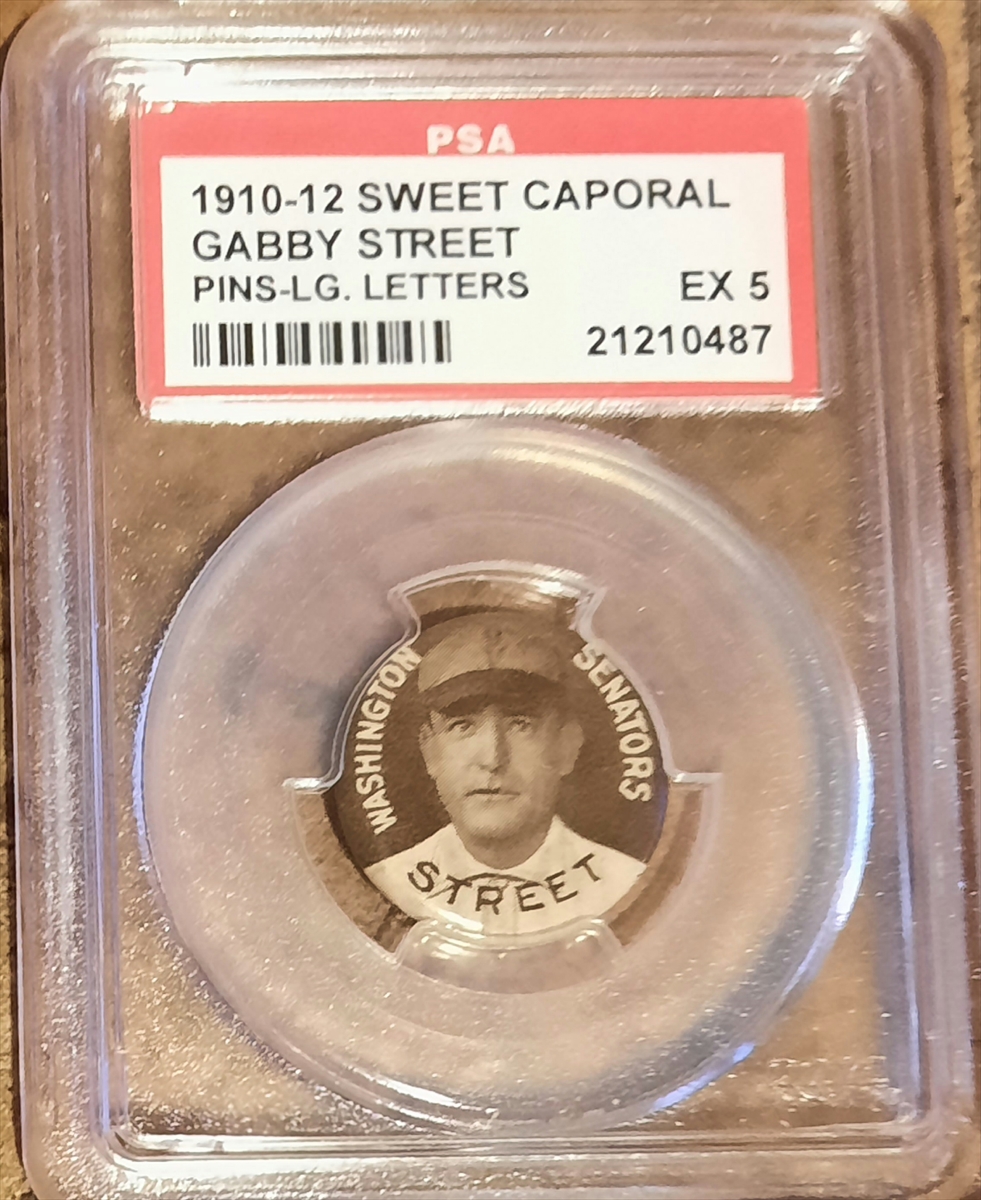 PSA
1910-12 SWEET CAPORAL
GABBY STREET
PINS-LG. LETTERS EX 5
21210487
WASHINGTON SENATORS
STREET